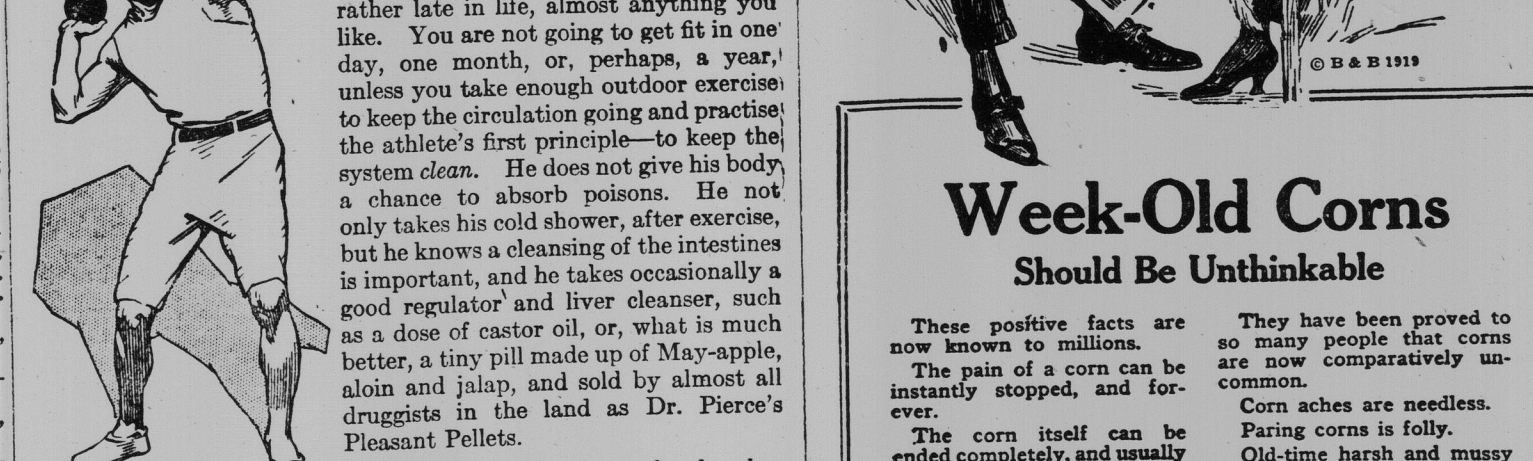 rather late in life, almost anything you
like. You are not going to get fit in one
day, one month, or, perhaps, a year,
unless you take enough outdoor exercise
to keep the circulation going and practise
the athlete's first principle—to keep the
system clean. He does not give his body
a chance to absorb poisons. He not
only takes his cold shower, after exercise,
but he knows a cleansing of the intestines
is important, and he takes occasionally a
good regulator and liver cleanser, such
as a dose of castor oil, or, what is much
better, a tiny pill made up of May-apple,
aloin and jalap, and sold by almost all
druggists in the land as Dr. Pierce's
Pleasant Pellets.
© B & B 1919
Week-Old Corns
Should Be Unthinkable
These positive facts are
now known to millions.
The pain of a corn can be
instantly stopped, and for-
ever.
The corn itself can be
ended completely, and usually
They have been proved to
so many people that corns
are now comparatively un-
common.
Corn aches are needless.
Paring corns is folly.
Old-time harsh and mussy